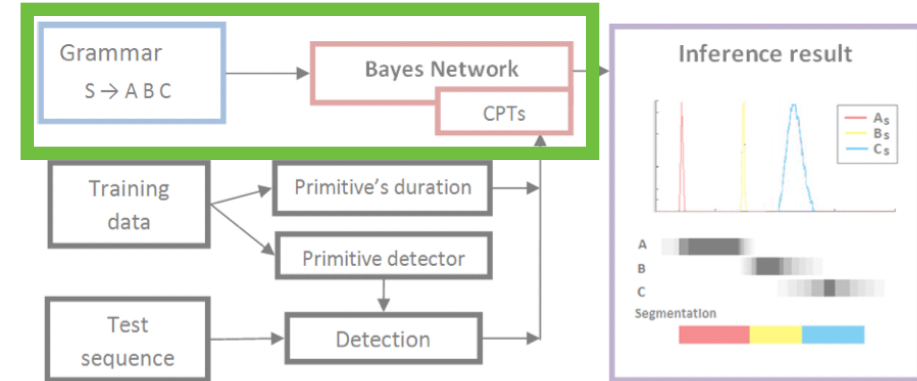 Grammar
S → A B C
Bayes Network
CPTs
Training
data
Primitive's duration
Primitive detector
Test
sequence
Detection
Inference result
As
Bs
Cs
A
B
C
Segmentation